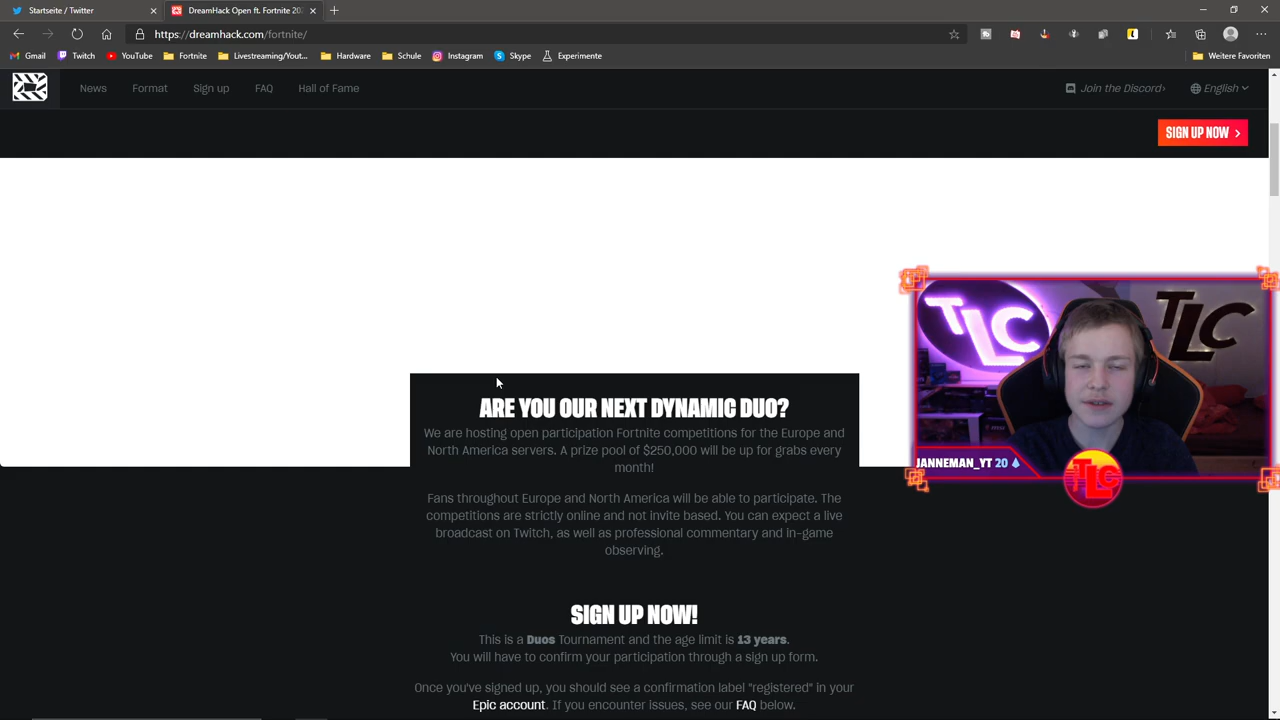 Startseite / Twitter
DreamHack Open ft. Fortnite 20
https://dreamhack.com/fortnite/
Gmail Twitch YouTube Fortnite Livestreaming/Yout... Hardware Schule Instagram Skype Experimente Weitere Favoriten
News Format Sign up FAQ Hall of Fame Join the Discord› English
SIGN UP NOW
ARE YOU OUR NEXT DYNAMIC DUO?
We are hosting open participation Fortnite competitions for the Europe and
North America servers. A prize pool of $250,000 will be up for grabs every
month!
Fans throughout Europe and North America will be able to participate. The
competitions are strictly online and not invite based. You can expect a live
broadcast on Twitch, as well as professional commentary and in-game
observing.
TLC TLC
JANNEMAN_YT 20
TLC
SIGN UP NOW!
This is a Duos Tournament and the age limit is 13 years.
You will have to confirm your participation through a sign up form.
Once you've signed up, you should see a confirmation label "registered" in your
Epic account. If you encounter issues, see our FAQ below.